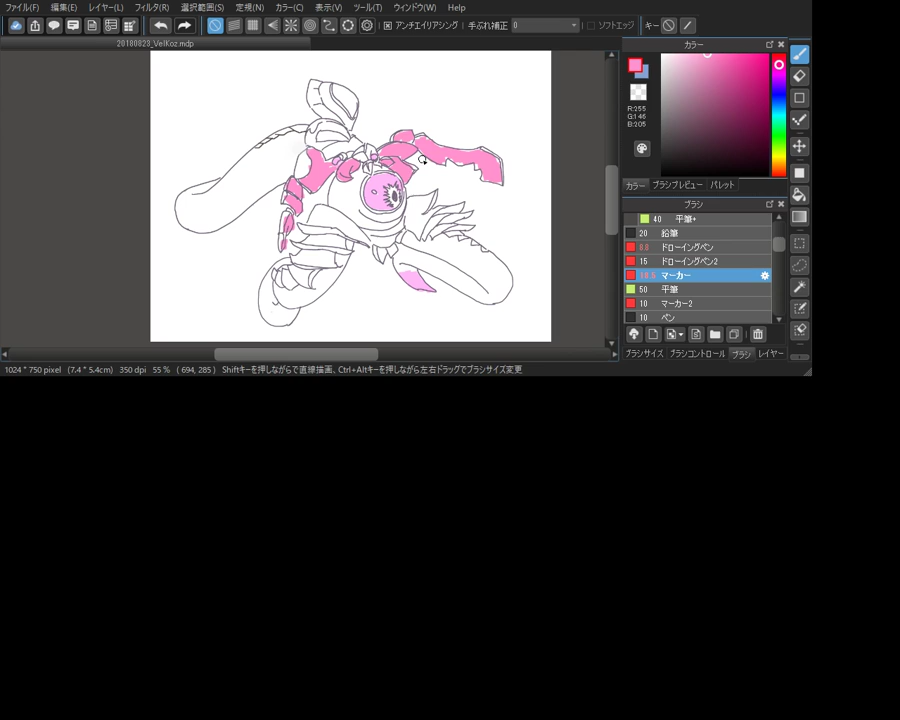 ファイル(F) 編集(E) レイヤー(L) フィルタ(R) 選択範囲(S) 定規(N) カラー(C) 表示(V) ツール(T) ウィンドウ(W) Help
アンチエイリアシング 手ぶれ補正 0 ソフトエッジ キー
20180823_VelKoz.mdp
カラー
R:255
G:146
B:205
カラー ブラシプレビュー パレット
ブラシ
40 平筆+
20 鉛筆
8.8 ドローイングペン
15 ドローイングペン2
マーカー
50 平筆
10 マーカー2
10 ペン
ブラシサイズ ブラシコントロール ブラシ レイヤー
1024 * 750 pixel (7.4 * 5.4cm) 350 dpi 55 % ( 694, 285 ) Shiftキーを押しながらで直線描画、Ctrl+Altキーを押しながら左右ドラッグでブラシサイズ変更